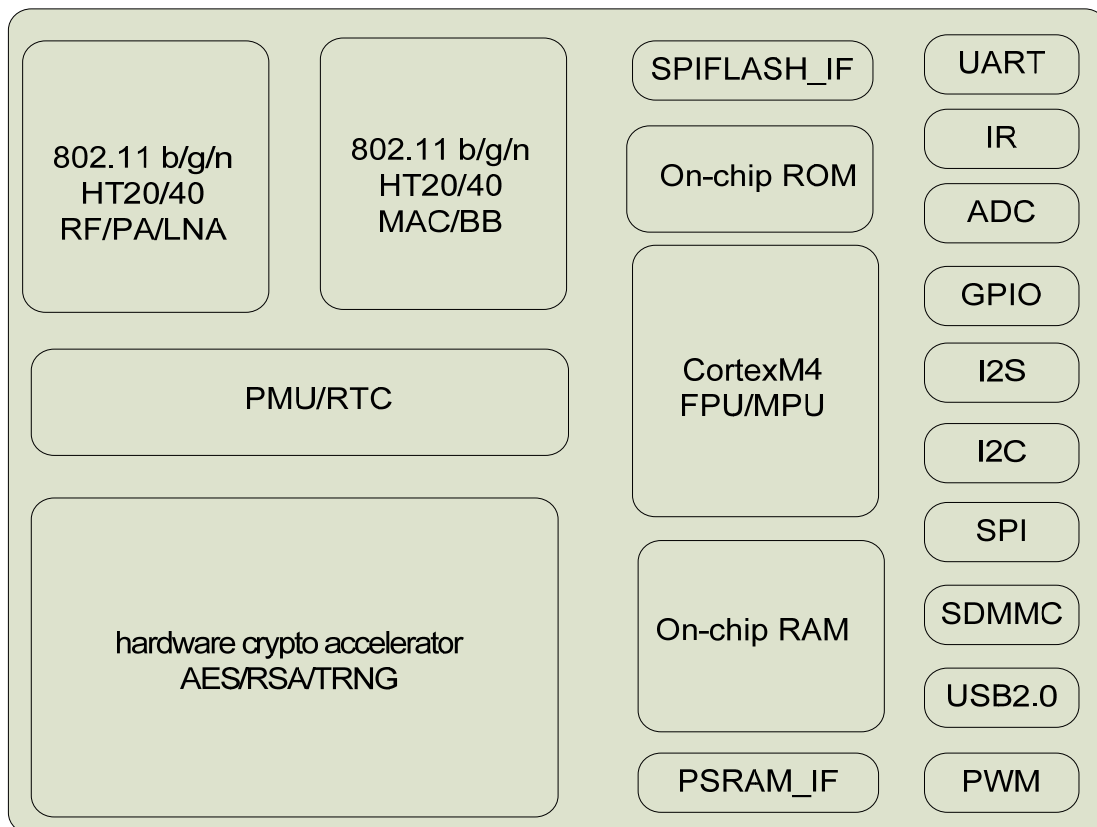 802.11 b/g/n
HT20/40
RF/PA/LNA
802.11 b/g/n
HT20/40
MAC/BB
PMU/RTC
hardware crypto accelerator
AES/RSA/TRNG
SPIFLASH_IF
On-chip ROM
CortexM4
FPU/MPU
On-chip RAM
PSRAM_IF
UART
IR
ADC
GPIO
I2S
I2C
SPI
SDMMC
USB2.0
PWM